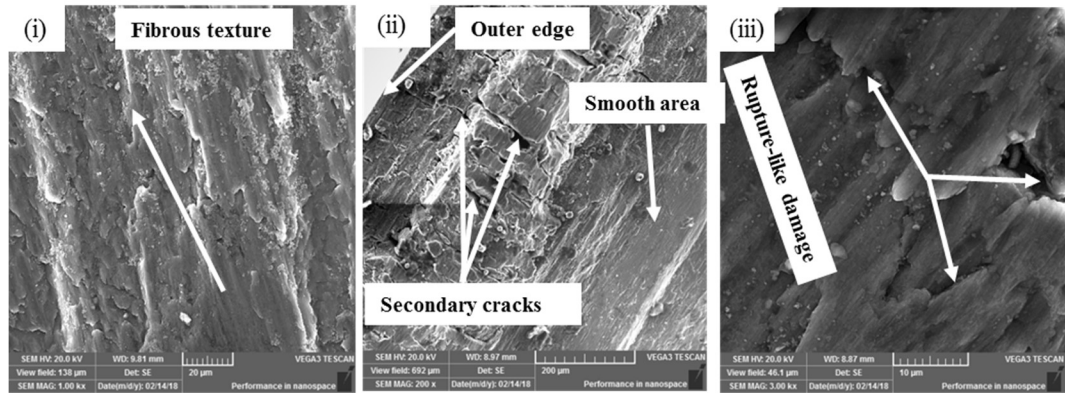 (i)
Fibrous texture
SEM HV: 20.0 kV
WD: 9.81 mm
VEGA3 TESCAN
View field: 138 µm
Det: SE
20 µm
SEM MAG: 1.00 kx
Date(m/d/y): 02/14/18
Performance in nanospace
(ii)
Outer edge
Smooth area
Secondary cracks
SEM HV: 20.0 kV
WD: 8.97 mm
VEGA3 TESCAN
View field: 692 µm
Det: SE
200 µm
SEM MAG: 200 x
Date(m/d/y): 02/14/18
Performance in nanospace
(iii)
Rupture-like
damage
SEM HV: 20.0 kV
WD: 8.87 mm
VEGA3 TESCAN
View field: 46.1 µm
Det: SE
10 µm
SEM MAG: 3.00 kx
Date(m/d/y): 02/14/18
Performance in nanospace